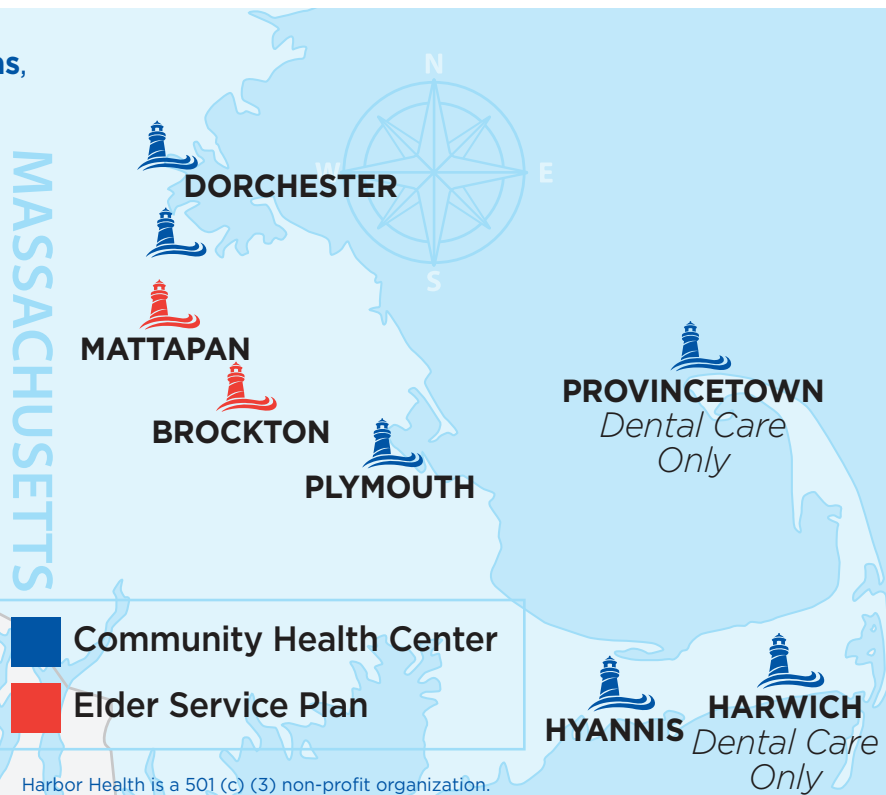 ns,
N
W
E
S
MASSACHUSETTS
DORCHESTER
MATTAPAN
BROCKTON
PLYMOUTH
PROVINCETOWN
Dental Care
Only
Community Health Center
Elder Service Plan
HYANNIS
HARWICH
Dental Care
Only
Harbor Health is a 501 (c) (3) non-profit organization.